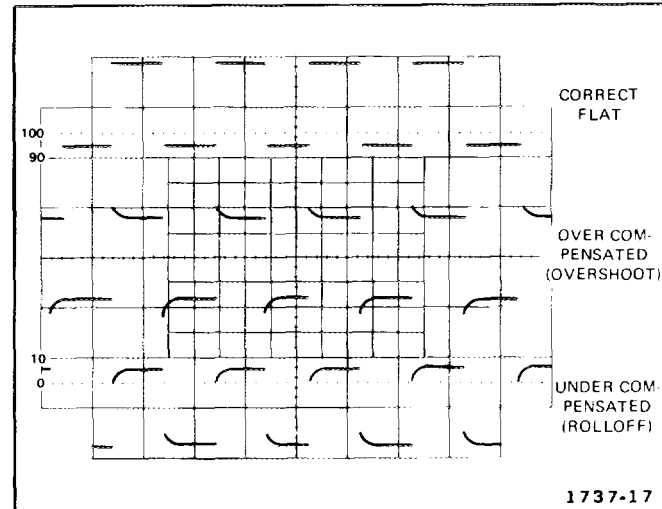 CORRECT
FLAT
100
90
OVER COM-
PENSATED
(OVERSHOOT)
10
0
UNDER COM-
PENSATED
(ROLLOFF)
1737-17